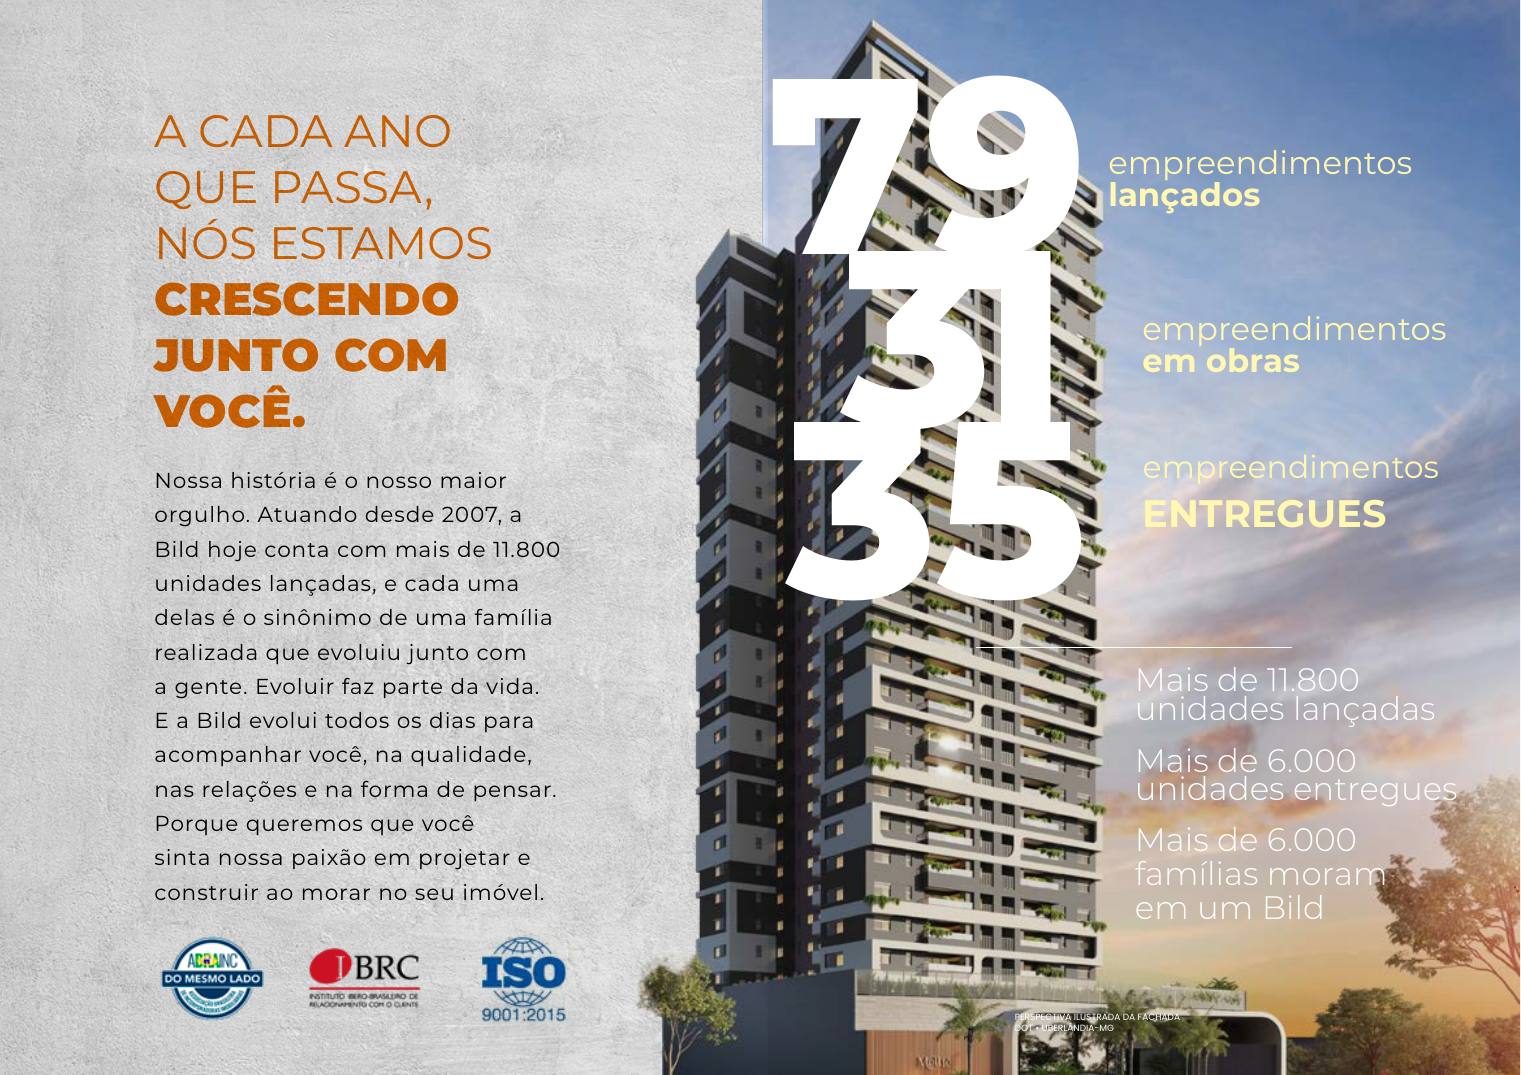 A CADA ANO
QUE PASSA,
NÓS ESTAMOS
CRESCENDO
JUNTO COM
VOCÊ.
Nossa história é o nosso maior
orgulho. Atuando desde 2007, a
Bild hoje conta com mais de 11.800
unidades lançadas, e cada uma
delas é o sinônimo de uma família
realizada que evoluiu junto com
a gente. Evoluir faz parte da vida.
E a Bild evolui todos os dias para
acompanhar você, na qualidade,
nas relações e na forma de pensar.
Porque queremos que você
sinta nossa paixão em projetar e
construir ao morar no seu imóvel.
ABRAINC
DO MESMO LADO
IBRC
INSTITUTO IBERO-BRASILEIRO DE
RELACIONAMENTO COM O CLIENTE
ISO
9001:2015
79
empreendimentos
lançados
31
empreendimentos
em obras
35
empreendimentos
ENTREGUES
Mais de 11.800
unidades lançadas
Mais de 6.000
unidades entregues
Mais de 6.000
famílias moram
em um Bild
PERSPECTIVA ILUSTRADA DA FACHADA
OOT • UBERLÂNDIA-MG